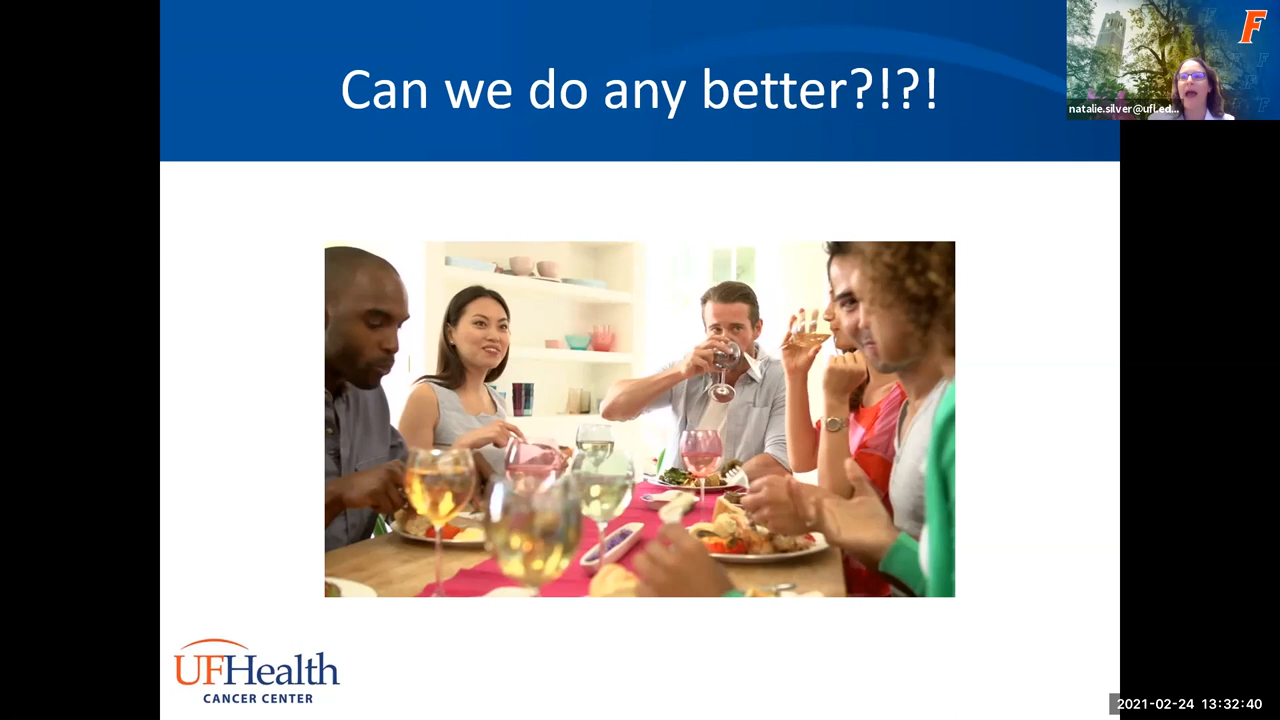 Can we do any better?!?!
F
natalie.silver@ufl.ed...
UFHealth
CANCER CENTER
2021-02-24 13:32:40